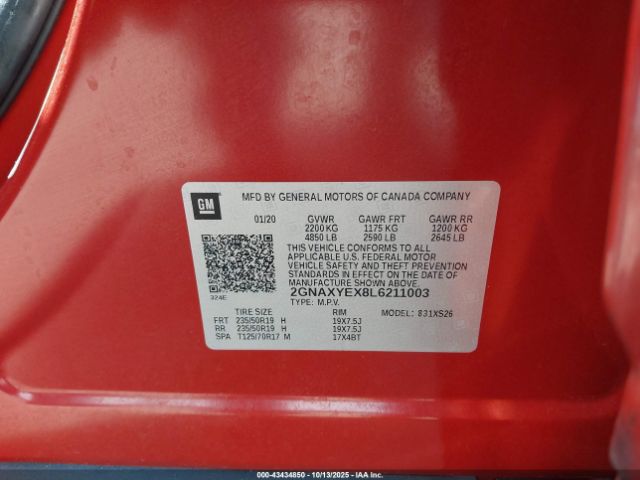 GM
MFD BY GENERAL MOTORS OF CANADA COMPANY
01/20 GVWR GAWR FRT GAWR RR
2200 KG 1175 KG 1200 KG
4850 LB 2590 LB 2645 LB
THIS VEHICLE CONFORMS TO ALL
APPLICABLE U.S. FEDERAL MOTOR
VEHICLE SAFETY AND THEFT PREVENTION
STANDARDS IN EFFECT ON THE DATE
OF MANUFACTURE SHOWN ABOVE.
324E 2GNAXYEX8L6211003
TYPE: M.P.V.
TIRE SIZE RIM MODEL: 831XS26
FRT 235/50R19 H 19X7.5J
RR 235/50R19 H 19X7.5J
SPA T125/70R17 M 17X4BT
000-43434850 | 10/13/2025 - IAA Inc.